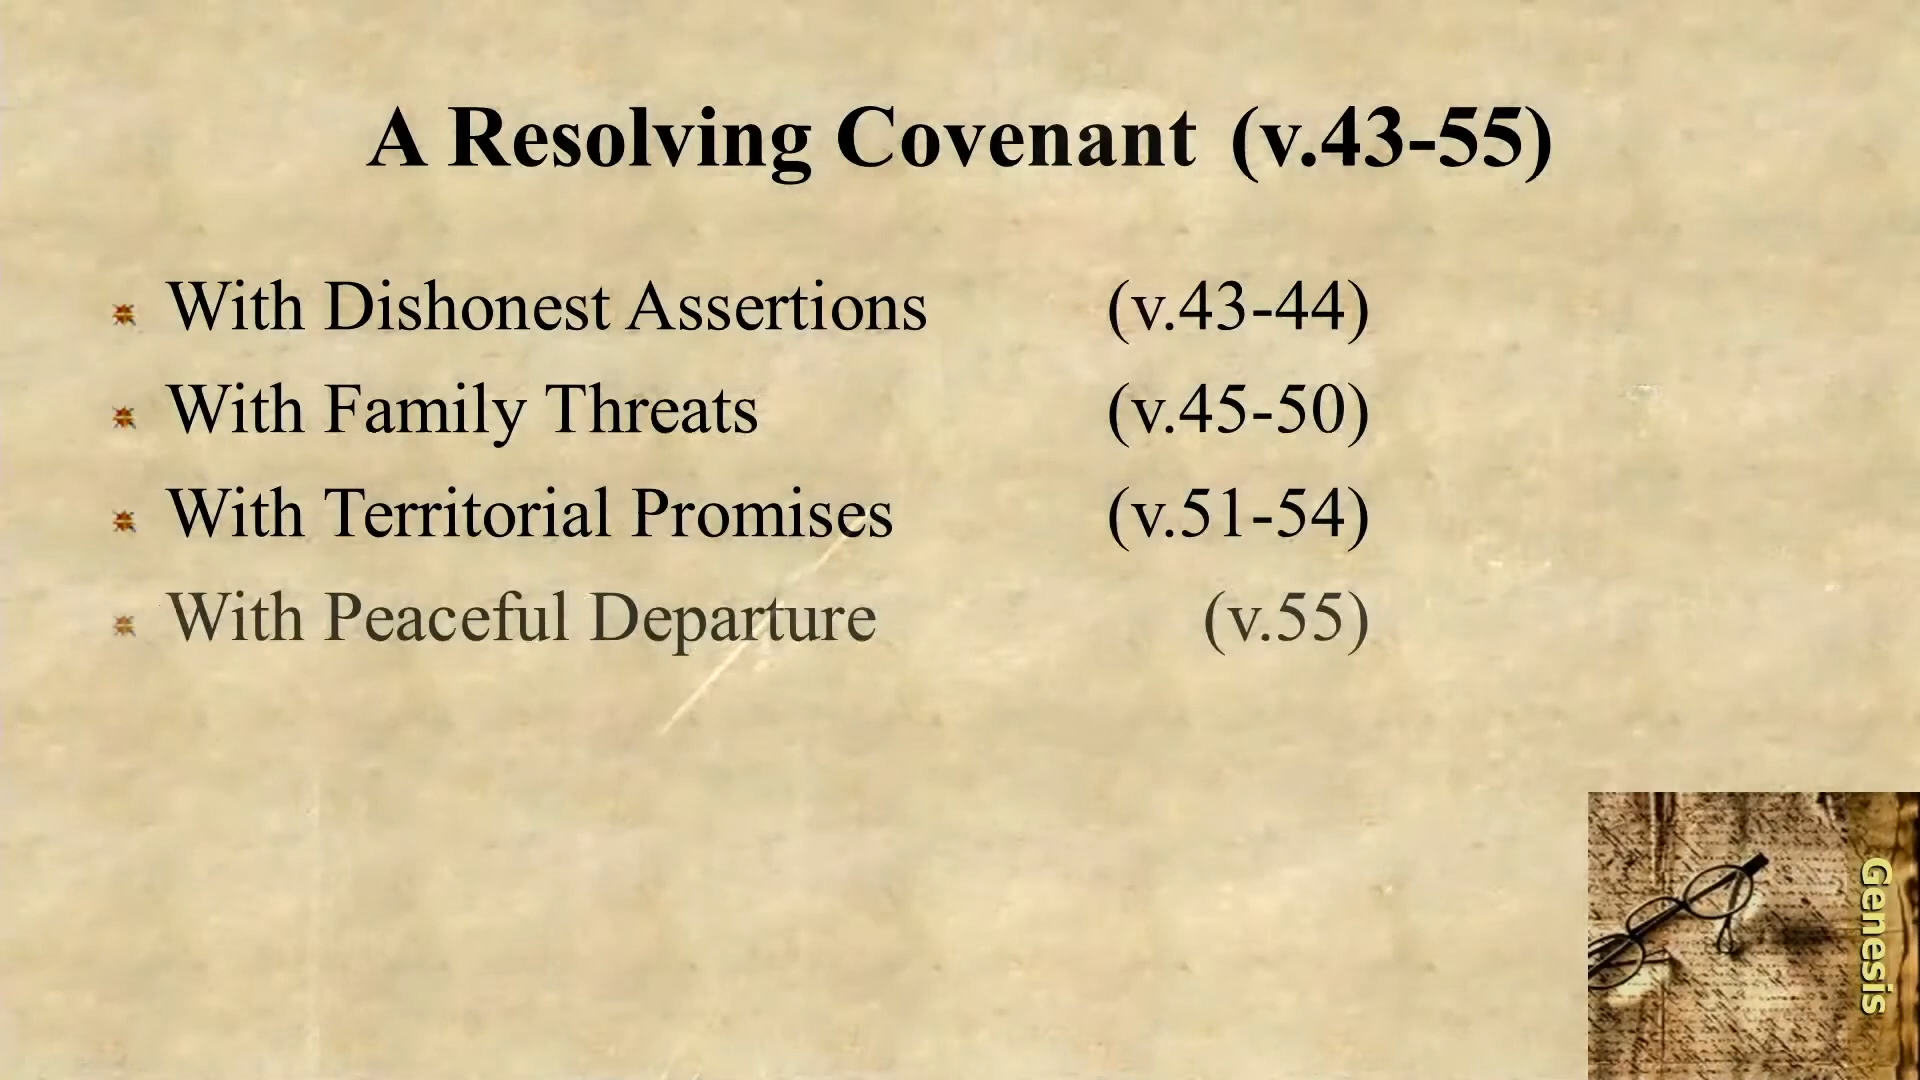 A Resolving Covenant (v.43-55)
With Dishonest Assertions (v.43-44)
With Family Threats (v.45-50)
With Territorial Promises (v.51-54)
With Peaceful Departure (v.55)
Genesis